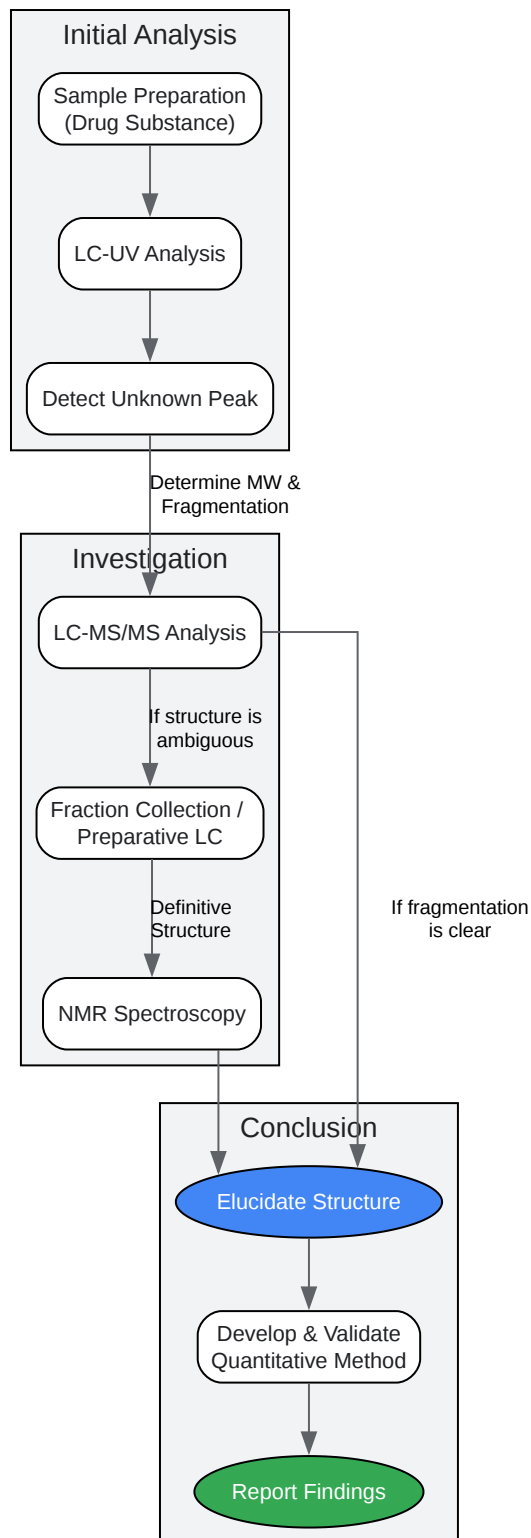 Initial Analysis
Sample Preparation
(Drug Substance)
LC-UV Analysis
Detect Unknown Peak
Determine MW &
Fragmentation
Investigation
LC-MS/MS Analysis
If structure is
ambiguous
Fraction Collection /
Preparative LC
Definitive
Structure
If fragmentation
is clear
NMR Spectroscopy
Conclusion
Elucidate Structure
Develop & Validate
Quantitative Method
Report Findings